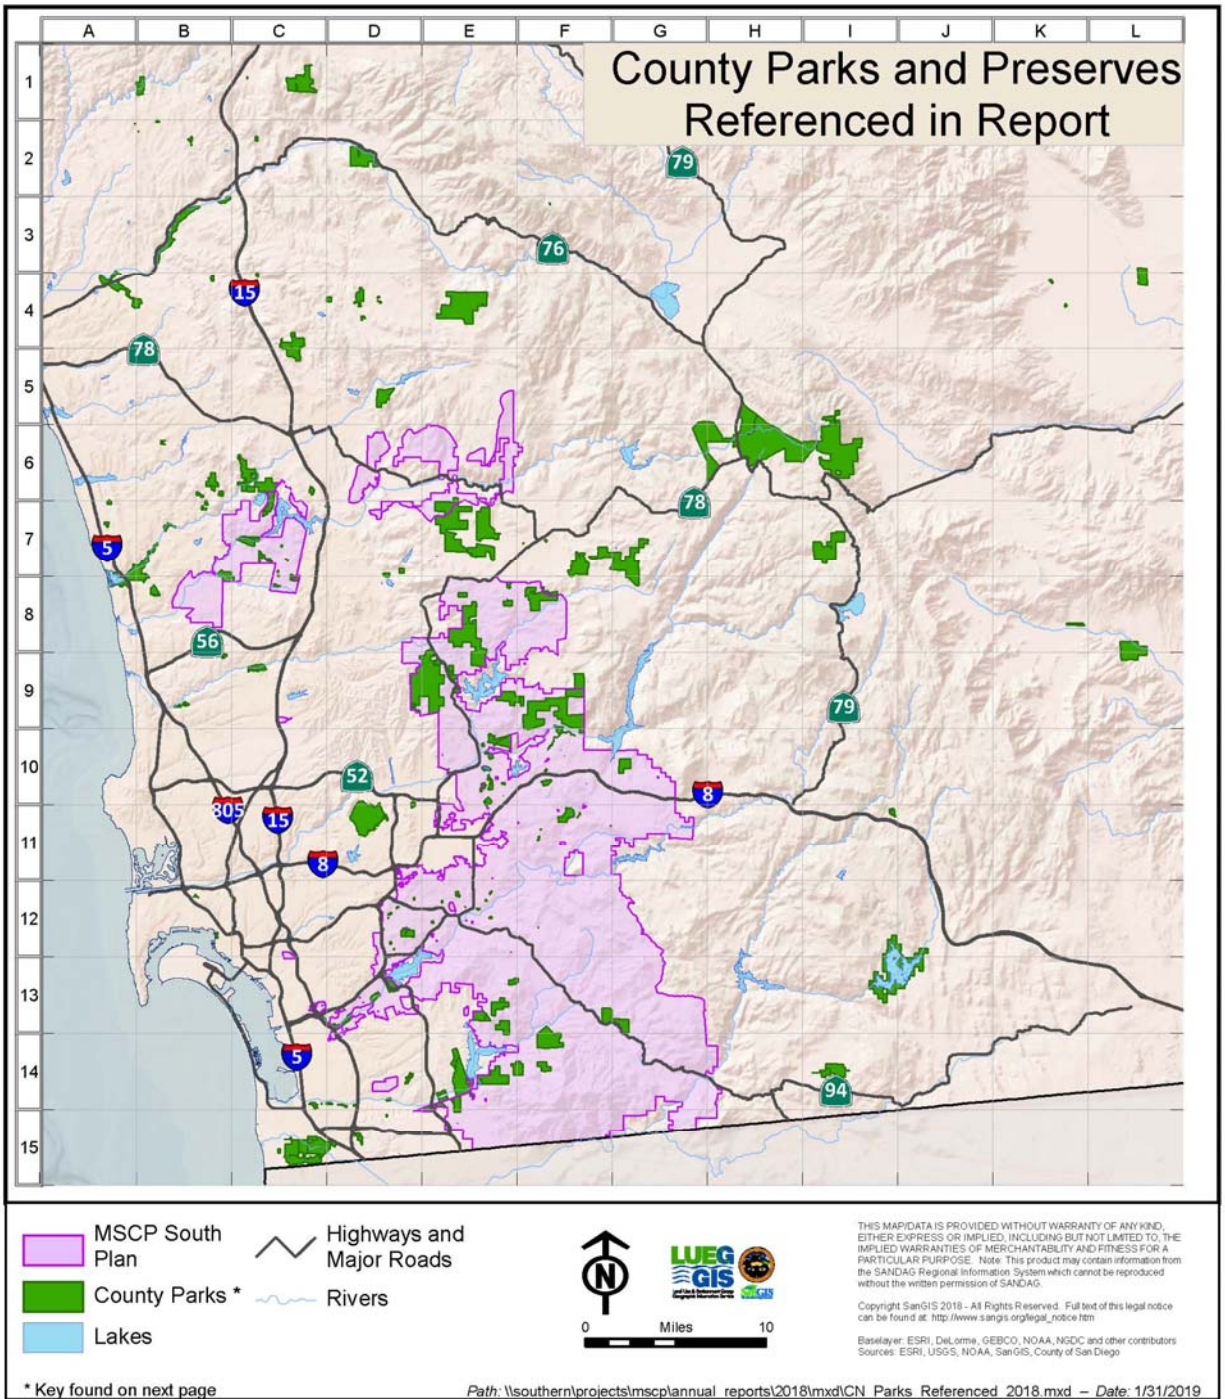 A B C D E F G H I J K L
County Parks and Preserves
Referenced in Report
1
2
79
3
76
15
4
78
5
6
78
5
7
8
56
9
79
10
52
8
805
15
11
8
12
13
5
14
94
15
MSCP South
Plan
County Parks *
Lakes
Highways and
Major Roads
Rivers
N
0 Miles 10
LUEG
GIS
Land Use & Environment Group
Geographic Information Service
SanGIS
THIS MAP/DATA IS PROVIDED WITHOUT WARRANTY OF ANY KIND,
EITHER EXPRESS OR IMPLIED, INCLUDING BUT NOT LIMITED TO, THE
IMPLIED WARRANTIES OF MERCHANTABILITY AND FITNESS FOR A
PARTICULAR PURPOSE. Note: This product may contain information from
the SANDAG Regional Information System which cannot be reproduced
without the written permission of SANDAG.
Copyright SanGIS 2018 - All Rights Reserved. Full text of this legal notice
can be found at: http://www.sangis.org/legal_notice.htm
Baselayer: ESRI, DeLorme, GEBCO, NOAA, NGDC and other contributors
Sources: ESRI, USGS, NOAA, SanGIS, County of San Diego
* Key found on next page
Path: \\southern\projects\mscp\annual_reports\2018\mxd\CN_Parks_Referenced_2018.mxd – Date: 1/31/2019